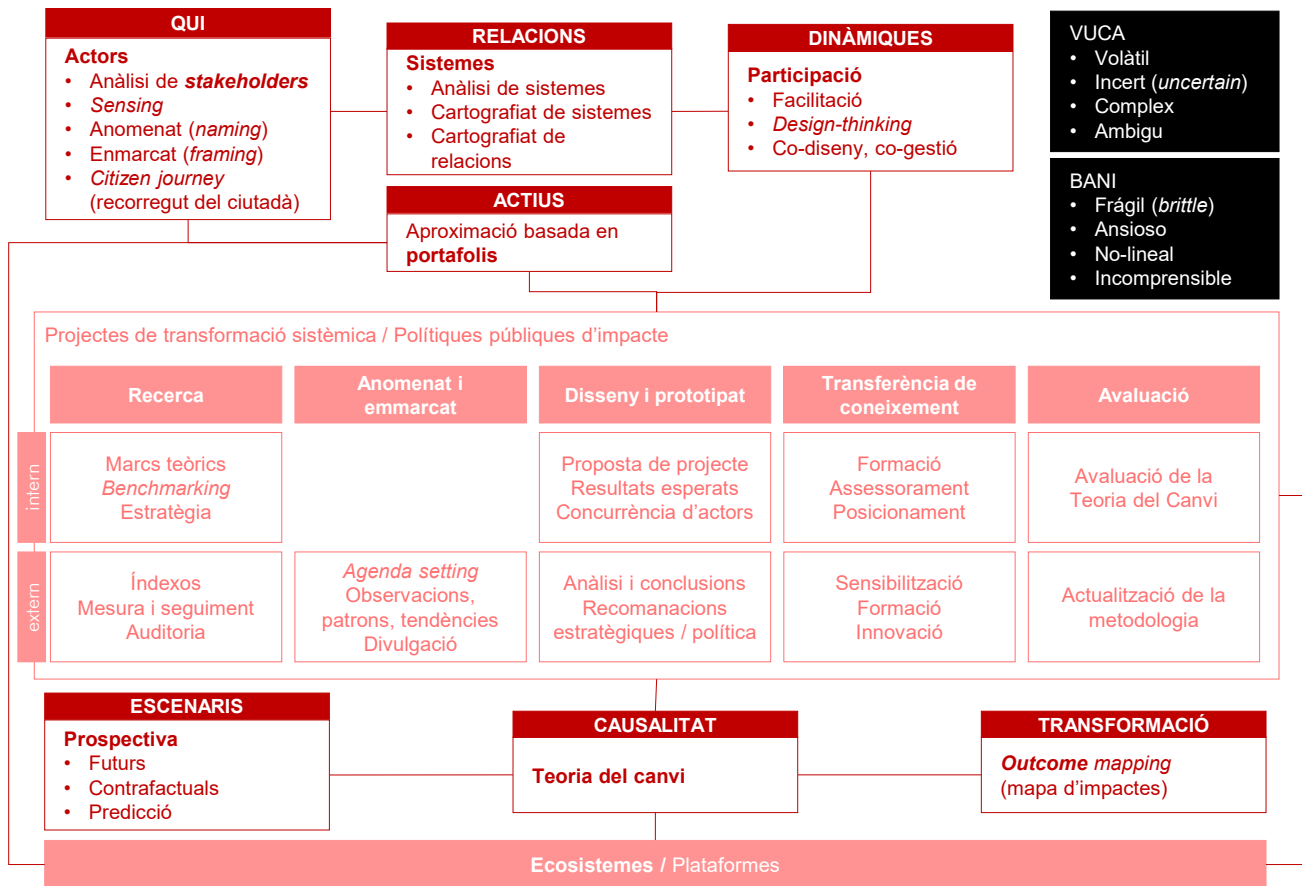 QUI
Actors
• Anàlisi de stakeholders
• Sensing
• Anomenat (naming)
• Enmarcat (framing)
• Citizen journey
(recorregut del ciutadà)
RELACIONS
Sistemes
• Anàlisi de sistemes
• Cartografiat de sistemes
• Cartografiat de
relacions
DINÀMIQUES
Participació
• Facilitació
• Design-thinking
• Co-diseny, co-gestió
VUCA
• Volàtil
• Incert (uncertain)
• Complex
• Ambigu
BANI
• Frágil (brittle)
• Ansioso
• No-lineal
• Incomprensible
ACTIUS
Aproximació basada en
portafolis
Projectes de transformació sistèmica / Polítiques públiques d’impacte
Recerca
Anomenat i
emmarcat
Disseny i prototipat
Transferència de
coneixement
Avaluació
intern
Marcs teòrics
Benchmarking
Estratègia
Proposta de projecte
Resultats esperats
Concurrència d’actors
Formació
Assessorament
Posicionament
Avaluació de la
Teoria del Canvi
extern
Índexos
Mesura i seguiment
Auditoria
Agenda setting
Observacions,
patrons, tendències
Divulgació
Anàlisi i conclusions
Recomanacions
estratègiques / política
Sensibilització
Formació
Innovació
Actualització de la
metodologia
ESCENARIS
Prospectiva
• Futurs
• Contrafactuals
• Predicció
CAUSALITAT
Teoria del canvi
TRANSFORMACIÓ
Outcome mapping
(mapa d’impactes)
Ecosistemes / Plataformes